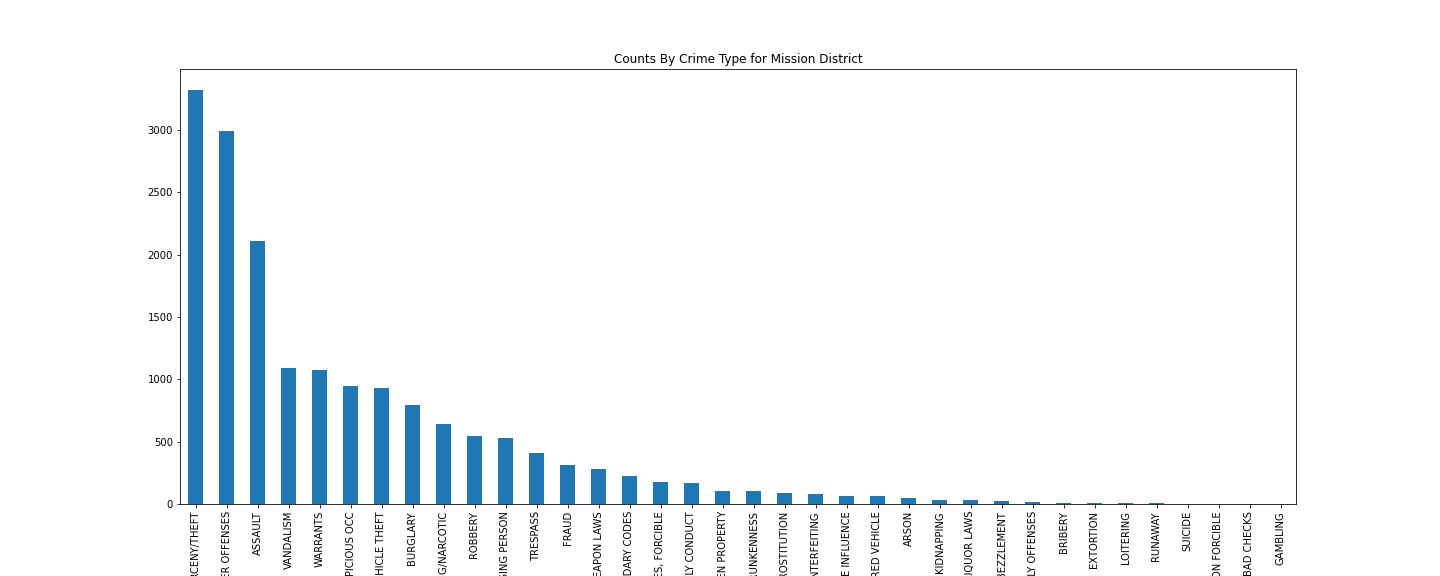 Counts By Crime Type for Mission District
3000
2500
2000
1500
1000
500
0
RCENY/THEFT
ER OFFENSES
ASSAULT
VANDALISM
WARRANTS
PICIOUS OCC
HICLE THEFT
BURGLARY
G/NARCOTIC
ROBBERY
SING PERSON
TRESPASS
FRAUD
EAPON LAWS
DARY CODES
ES, FORCIBLE
LY CONDUCT
EN PROPERTY
RUNKENNESS
ROSTITUTION
NTERFEITING
E INFLUENCE
RED VEHICLE
ARSON
KIDNAPPING
IQUOR LAWS
BEZZLEMENT
LY OFFENSES
BRIBERY
EXTORTION
LOITERING
RUNAWAY
SUICIDE
ON FORCIBLE
BAD CHECKS
GAMBLING